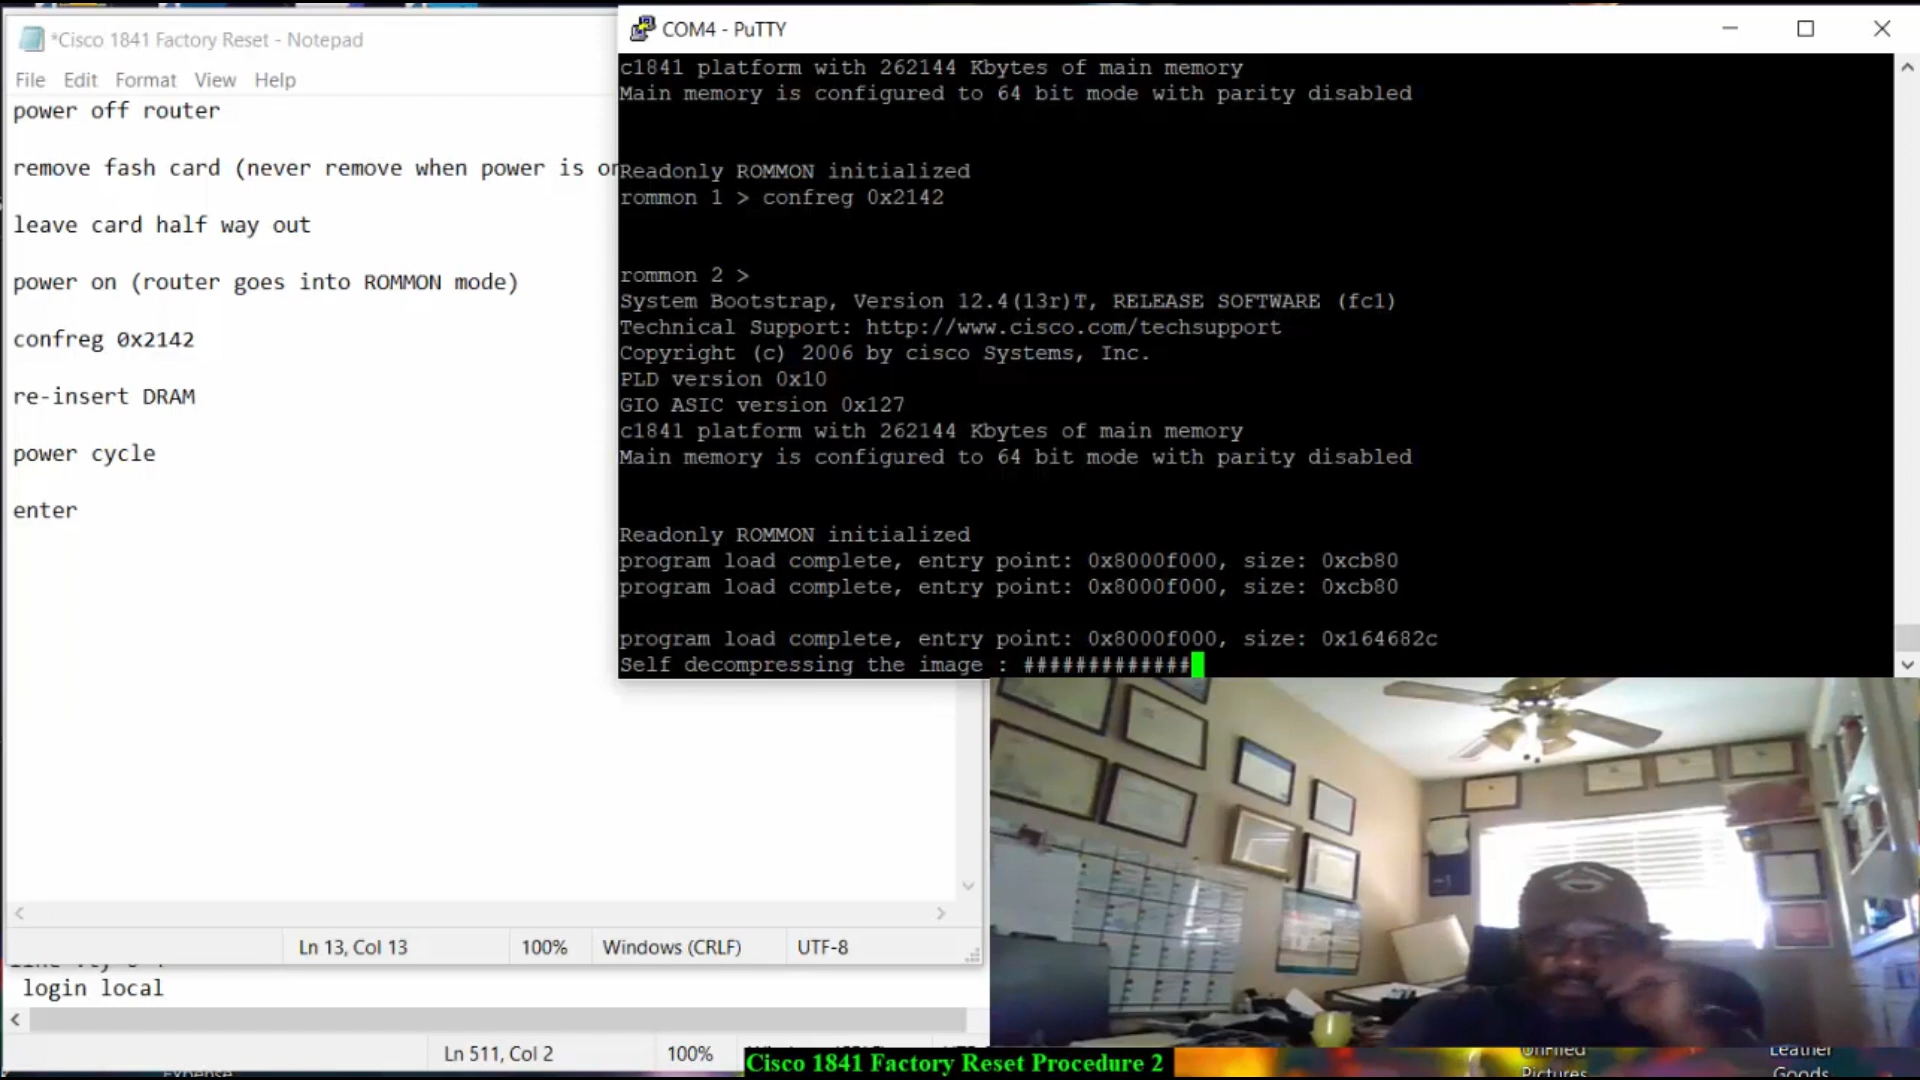 *Cisco 1841 Factory Reset - Notepad
File Edit Format View Help
power off router
remove fash card (never remove when power is on
leave card half way out
power on (router goes into ROMMON mode)
confreg 0x2142
re-insert DRAM
power cycle
enter
Ln 13, Col 13 100% Windows (CRLF) UTF-8
login local
Ln 511, Col 2 100%
COM4 - PuTTY
c1841 platform with 262144 Kbytes of main memory
Main memory is configured to 64 bit mode with parity disabled
Readonly ROMMON initialized
rommon 1 > confreg 0x2142
rommon 2 >
System Bootstrap, Version 12.4(13r)T, RELEASE SOFTWARE (fc1)
Technical Support: http://www.cisco.com/techsupport
Copyright (c) 2006 by cisco Systems, Inc.
PLD version 0x10
GIO ASIC version 0x127
c1841 platform with 262144 Kbytes of main memory
Main memory is configured to 64 bit mode with parity disabled
Readonly ROMMON initialized
program load complete, entry point: 0x8000f000, size: 0xcb80
program load complete, entry point: 0x8000f000, size: 0xcb80
program load complete, entry point: 0x8000f000, size: 0x164682c
Self decompressing the image : #############
Cisco 1841 Factory Reset Procedure 2
Pictures
Leather
Goods